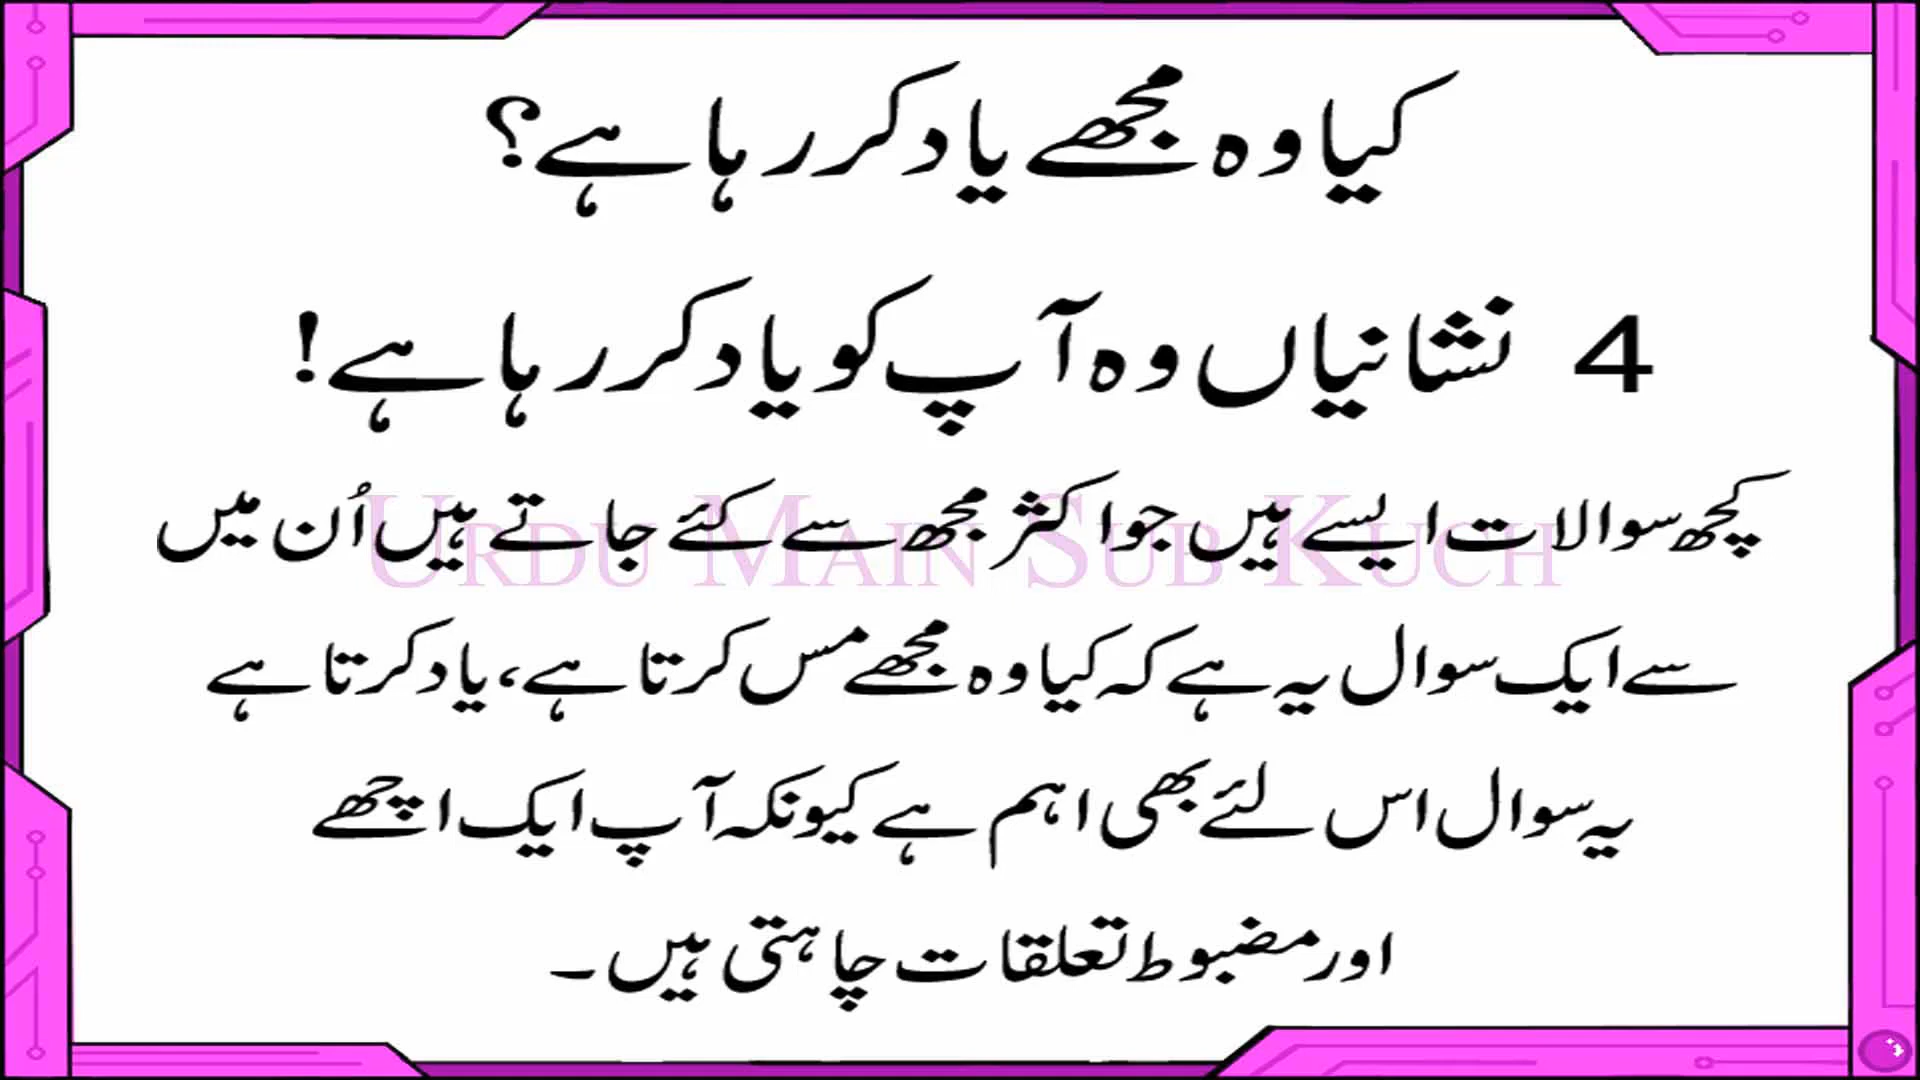 کیا وہ مجھے یاد کر رہا ہے؟
4 نشانیاں وہ آپ کو یاد کر رہا ہے!
کچھ سوالات ایسے ہیں جو اکثر مجھ سے کئے جاتے ہیں اُن میں
URDU MAIN SUB KUCH
سے ایک سوال یہ ہے کہ کیا وہ مجھے مس کرتا ہے، یاد کرتا ہے
یہ سوال اس لئے بھی اہم ہے کیونکہ آپ ایک اچھے
اور مضبوط تعلقات چاہتی ہیں۔